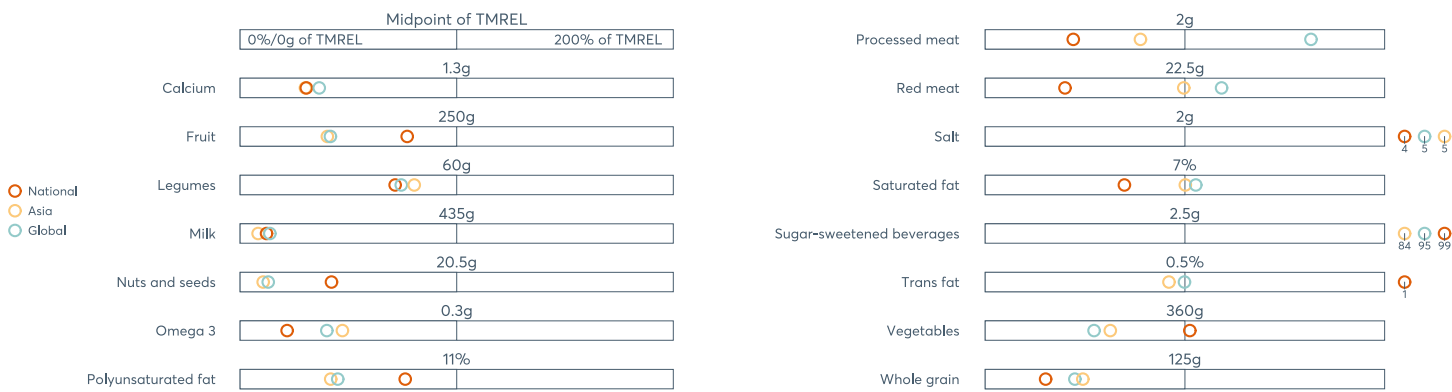 Midpoint of TMREL
0%/0g of TMREL 200% of TMREL
1.3g
Calcium
250g
Fruit
60g
Legumes
National
Asia
Global
435g
Milk
20.5g
Nuts and seeds
0.3g
Omega 3
11%
Polyunsaturated fat
2g
Processed meat
22.5g
Red meat
2g
Salt
4 5 5
7%
Saturated fat
2.5g
Sugar-sweetened beverages
84 95 99
0.5%
Trans fat
1
360g
Vegetables
125g
Whole grain